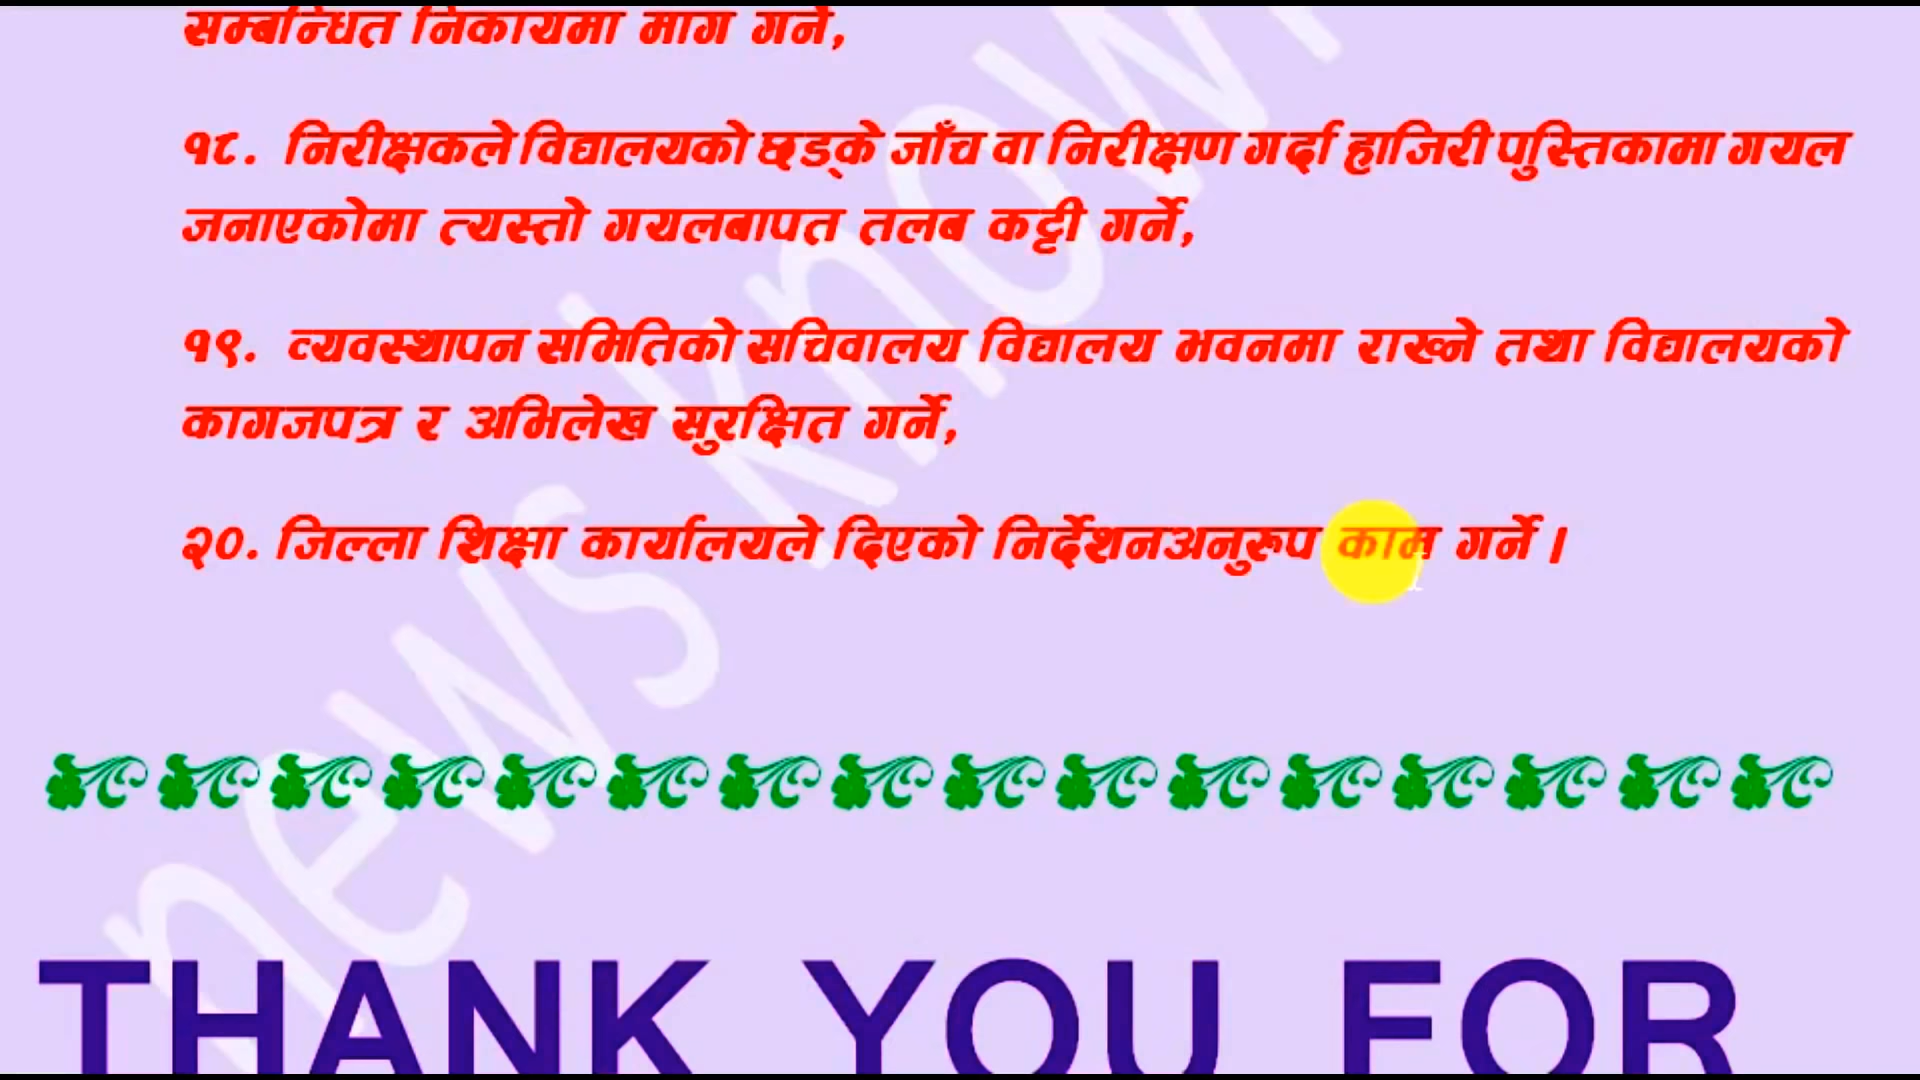 सम्बन्धित निकायमा माग गर्ने,
१८. निरीक्षकले विद्यालयको छड्के जाँच वा निरीक्षण गर्दा हाजिरी पुस्तिकामा गयल
जनाएकोमा त्यस्तो गयलबापत तलब कट्टी गर्ने,
१९. व्यवस्थापन समितिको सचिवालय विद्यालय भवनमा राख्ने तथा विद्यालयको
कागजपत्र र अभिलेख सुरक्षित गर्ने,
२०. जिल्ला शिक्षा कार्यालयले दिएको निर्देशनअनुरूप काम गर्ने ।
THANK YOU FOR
news know